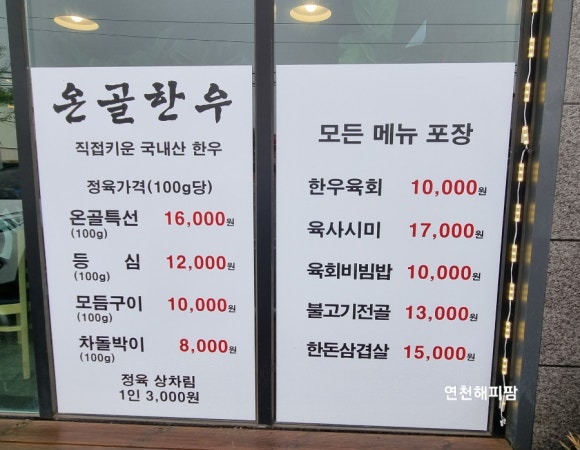 온골한우
직접키운 국내산 한우
정육가격(100g당)
온골특선 16,000원
(100g)
등 심 12,000원
(100g)
모듬구이 10,000원
(100g)
차돌박이 8,000원
(100g)
정육 상차림
1인 3,000원
모든 메뉴 포장
한우육회 10,000원
육사시미 17,000원
육회비빔밥 10,000원
불고기전골 13,000원
한돈삼겹살 15,000원
연천해피팜